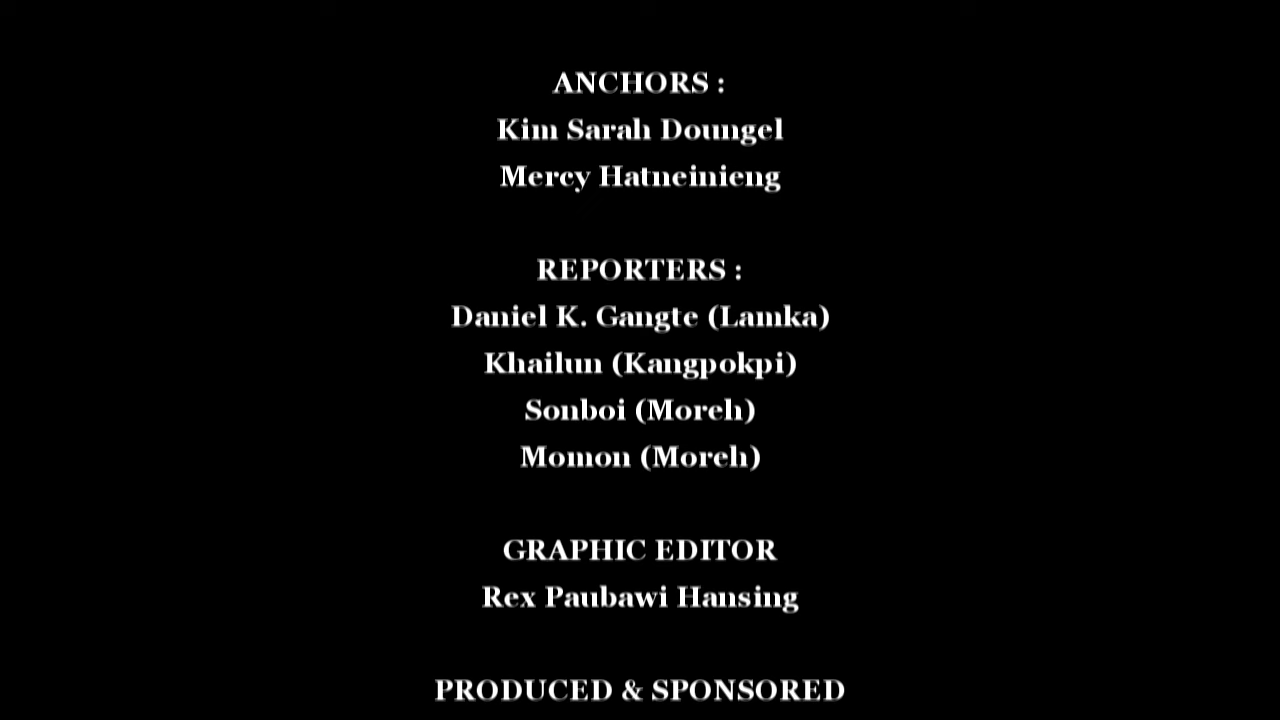 ANCHORS :
Kim Sarah Doungel
Mercy Hatneinieng
REPORTERS :
Daniel K. Gangte (Lamka)
Khailun (Kangpokpi)
Sonboi (Moreh)
Momon (Moreh)
GRAPHIC EDITOR
Rex Paubawi Hansing
PRODUCED & SPONSORED